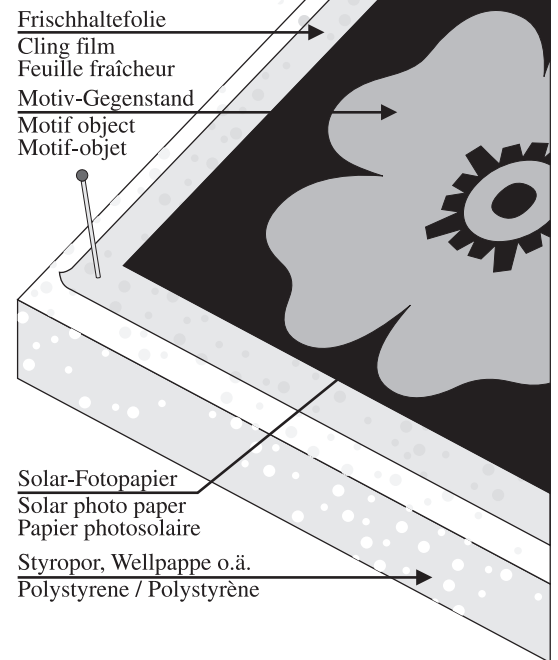 Frischhaltefolie
Cling film
Feuille fraîcheur
Motiv-Gegenstand
Motif object
Motif-objet
Solar-Fotopapier
Solar photo paper
Papier photosolaire
Styropor, Wellpappe o.ä.
Polystyrene / Polystyrène